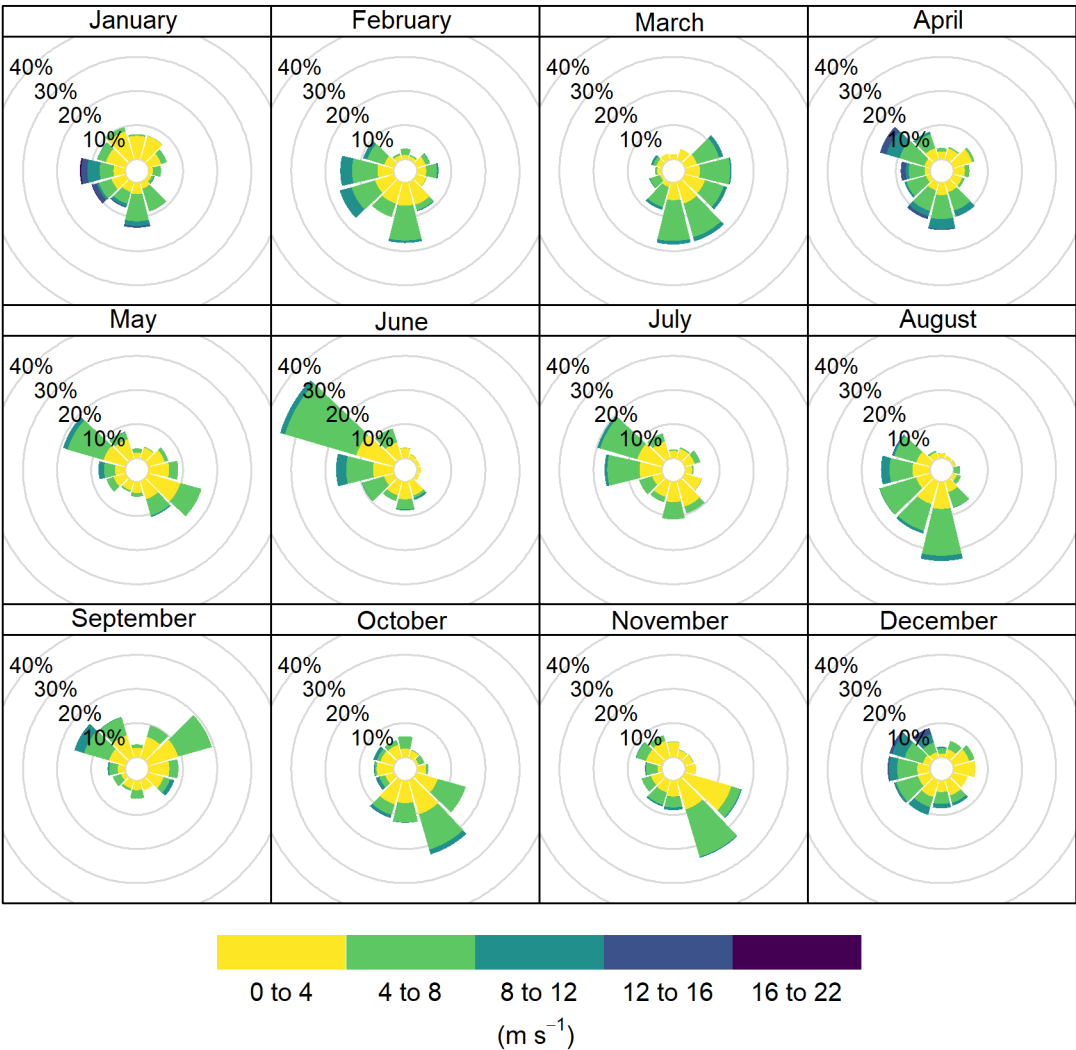 January February March April
40% 40% 40% 40%
30% 30% 30% 30%
20% 20% 20% 20%
10% 10% 10% 10%
May June July August
40% 40% 40% 40%
30% 30% 30% 30%
20% 20% 20% 20%
10% 10% 10% 10%
September October November December
40% 40% 40% 40%
30% 30% 30% 30%
20% 20% 20% 20%
10% 10% 10% 10%
0 to 4 4 to 8 8 to 12 12 to 16 16 to 22
(m s⁻¹)